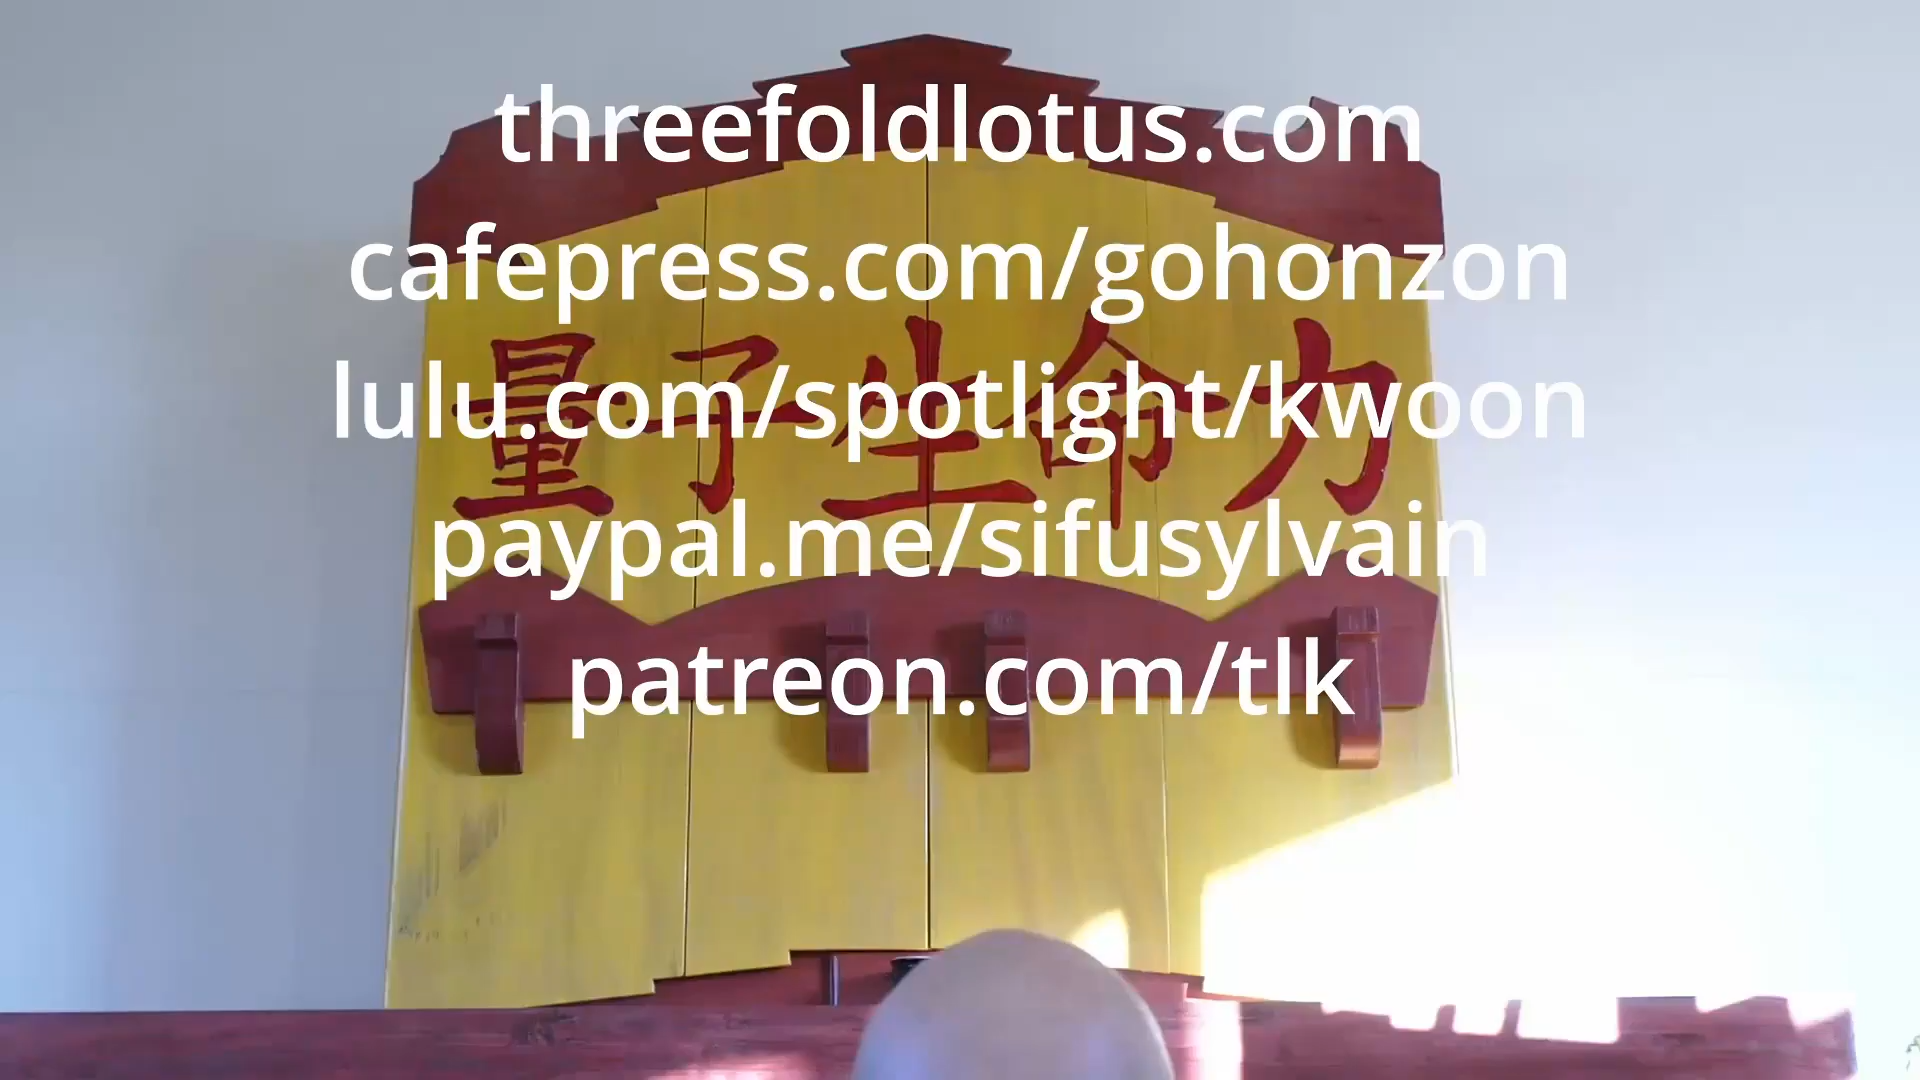 threefoldlotus.com
cafepress.com/gohonzon
量子生命力
lulu.com/spotlight/kwoon
paypal.me/sifusylvain
patreon.com/tlk